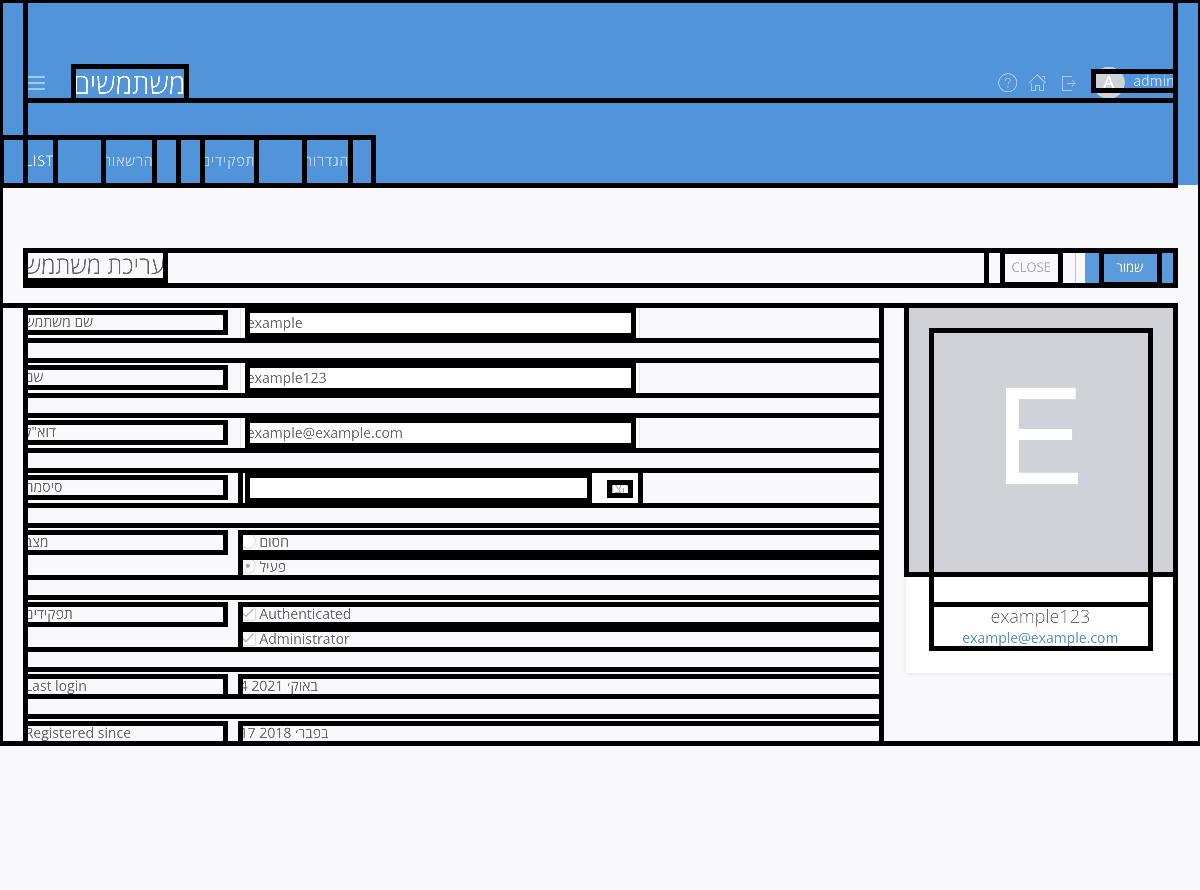 משתמשים
A admin
LIST הרשאות תפקידים הגדרות
עריכת משתמש
CLOSE שמור
שם משתמש example
שם example123
דוא"ל example@example.com
סיסמה
מצב חסום
פעיל
תפקידים Authenticated
Administrator
Last login 4 באוק׳ 2021
Registered since 17 בפבר׳ 2018
E
example123
example@example.com